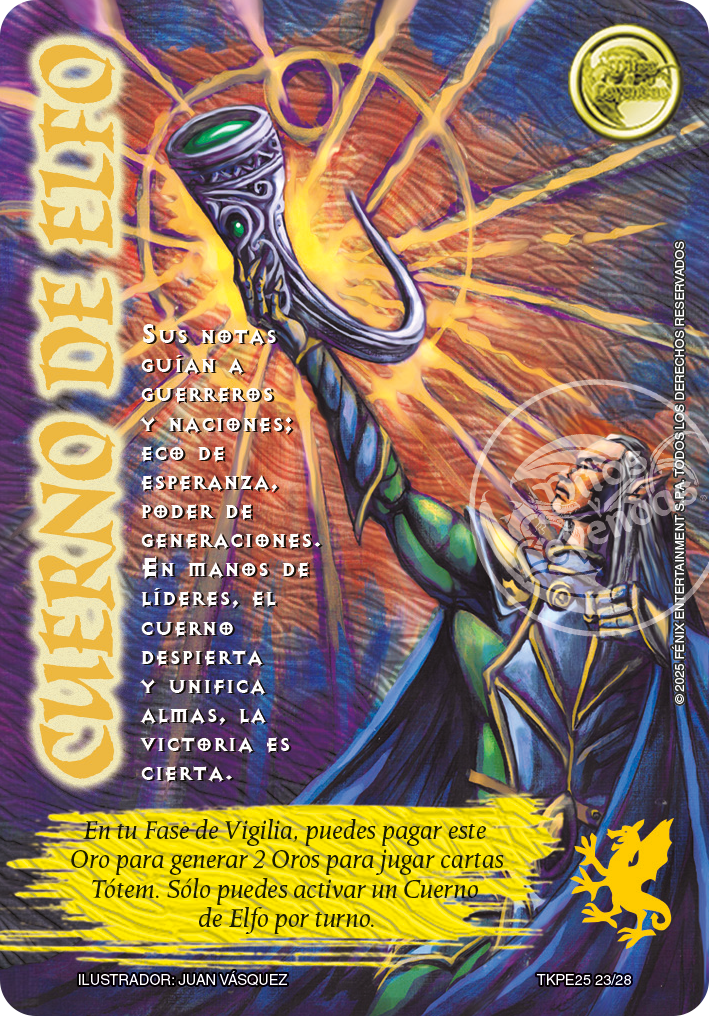 CUERNO DE ELFO
Sus notas
guían a
guerreros
y naciones;
eco de
esperanza,
poder de
generaciones.
En manos de
líderes, el
cuerno
despierta
y unifica
almas, la
victoria es
cierta.
En tu Fase de Vigilia, puedes pagar este
Oro para generar 2 Oros para jugar cartas
Tótem. Sólo puedes activar un Cuerno
de Elfo por turno.
ILUSTRADOR: JUAN VÁSQUEZ
TKPE25 23/28
© 2025 FÉNIX ENTERTAINMENT S.P.A. TODOS LOS DERECHOS RESERVADOS